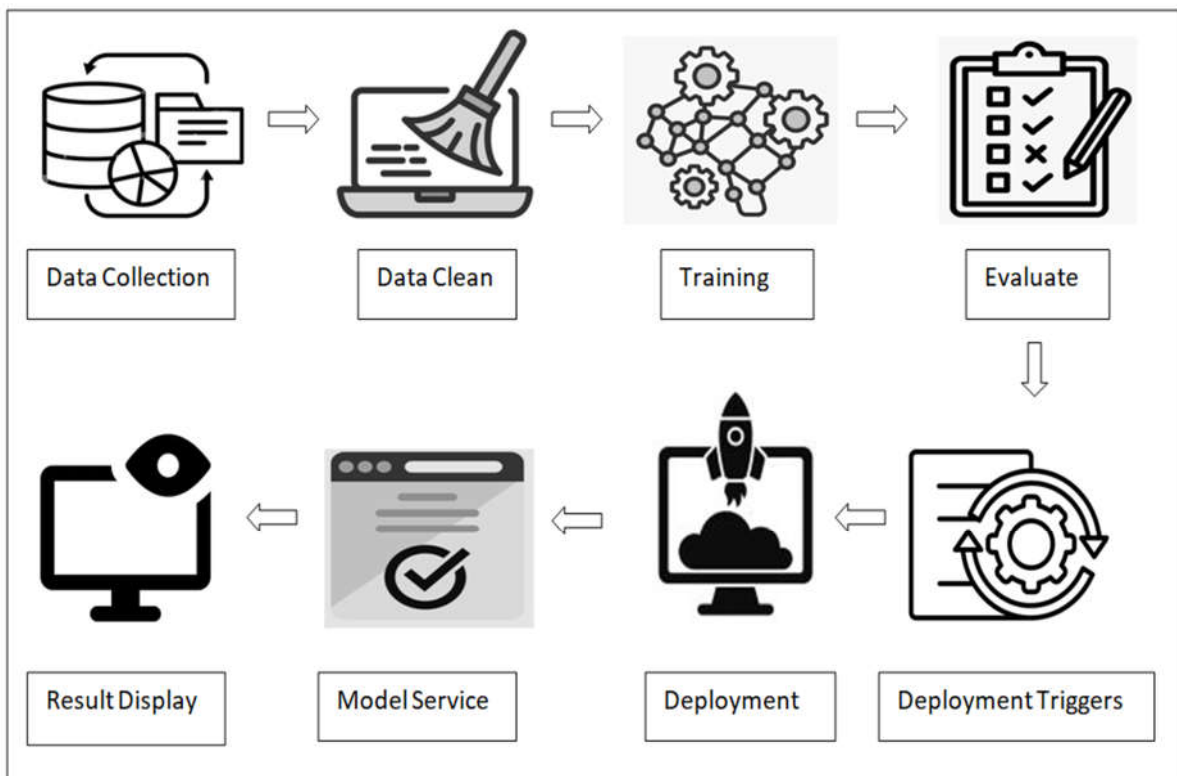 Data Collection
Data Clean
Training
Evaluate
Result Display
Model Service
Deployment
Deployment Triggers